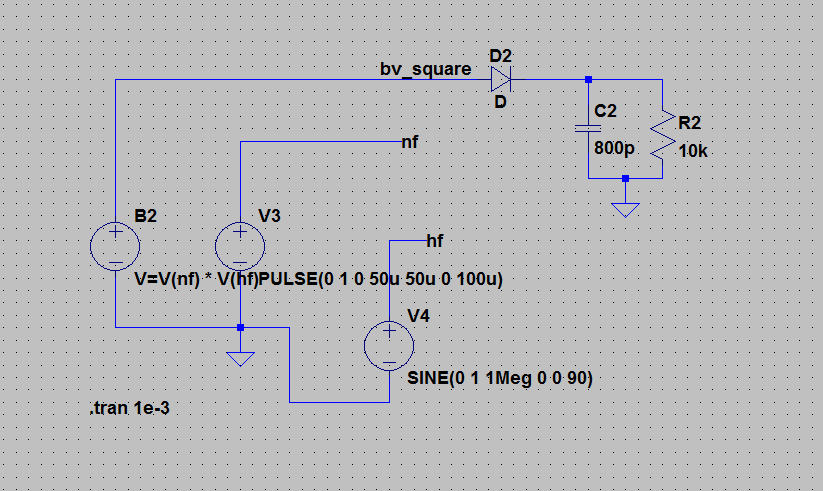 D2
bv_square
D
C2
800p
R2
10k
nf
B2
V3
hf
V=V(nf) * V(hf)
PULSE(0 1 0 50u 50u 0 100u)
V4
SINE(0 1 1Meg 0 0 90)
.tran 1e-3